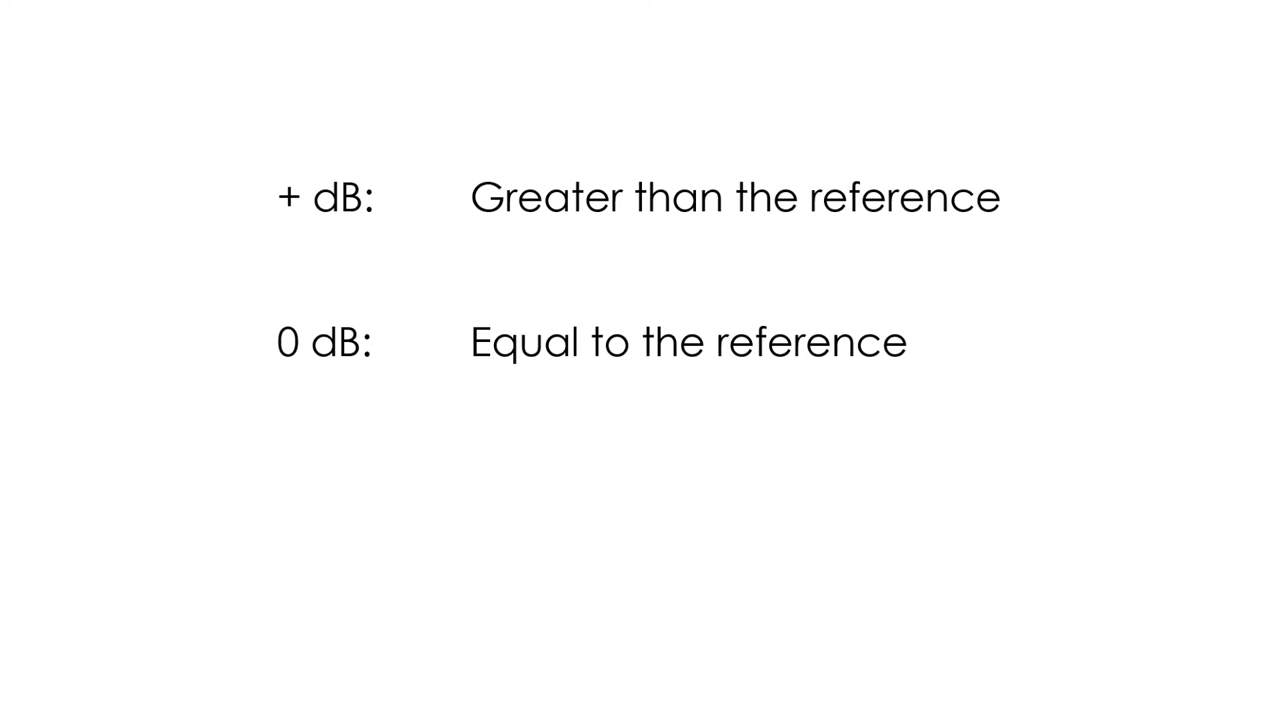 + dB: Greater than the reference
0 dB: Equal to the reference